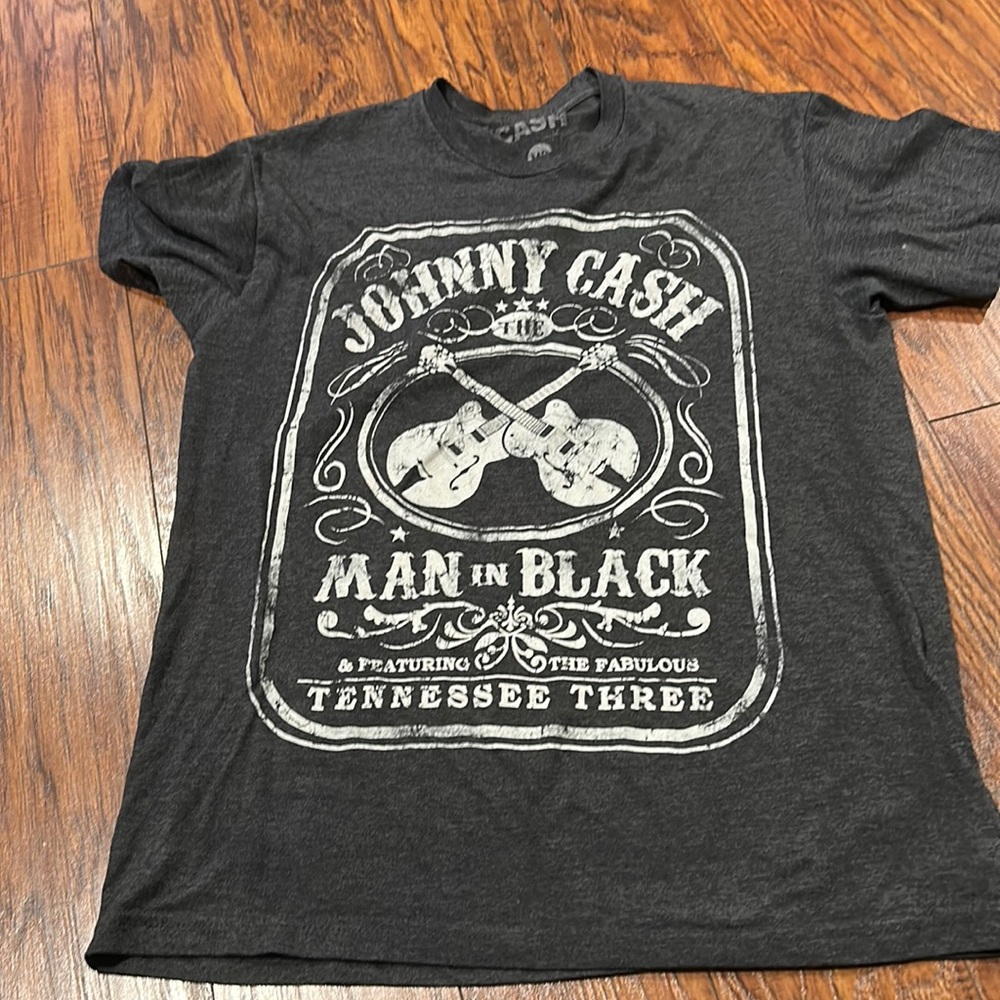 CASH
JOHNNY CASH
THE
MAN IN BLACK
& FEATURING THE FABULOUS
TENNESSEE THREE